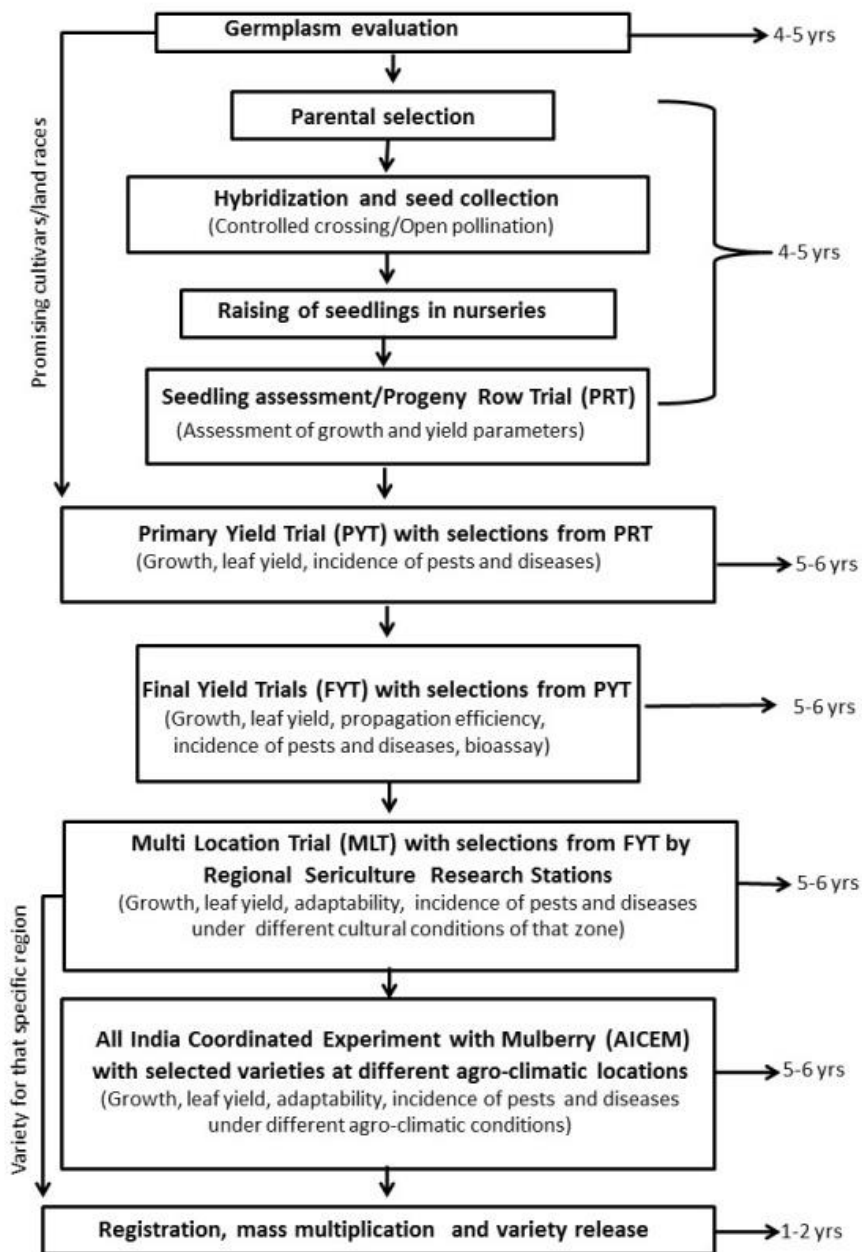 Germplasm evaluation
4-5 yrs
Promising cultivars/land races
Parental selection
Hybridization and seed collection
(Controlled crossing/Open pollination)
4-5 yrs
Raising of seedlings in nurseries
Seedling assessment/Progeny Row Trial (PRT)
(Assessment of growth and yield parameters)
Primary Yield Trial (PYT) with selections from PRT
(Growth, leaf yield, incidence of pests and diseases)
5-6 yrs
Final Yield Trials (FYT) with selections from PYT
(Growth, leaf yield, propagation efficiency,
incidence of pests and diseases, bioassay)
5-6 yrs
Multi Location Trial (MLT) with selections from FYT by
Regional Sericulture Research Stations
(Growth, leaf yield, adaptability, incidence of pests and diseases
under different cultural conditions of that zone)
5-6 yrs
Variety for that specific region
All India Coordinated Experiment with Mulberry (AICEM)
with selected varieties at different agro-climatic locations
(Growth, leaf yield, adaptability, incidence of pests and diseases
under different agro-climatic conditions)
5-6 yrs
Registration, mass multiplication and variety release
1-2 yrs